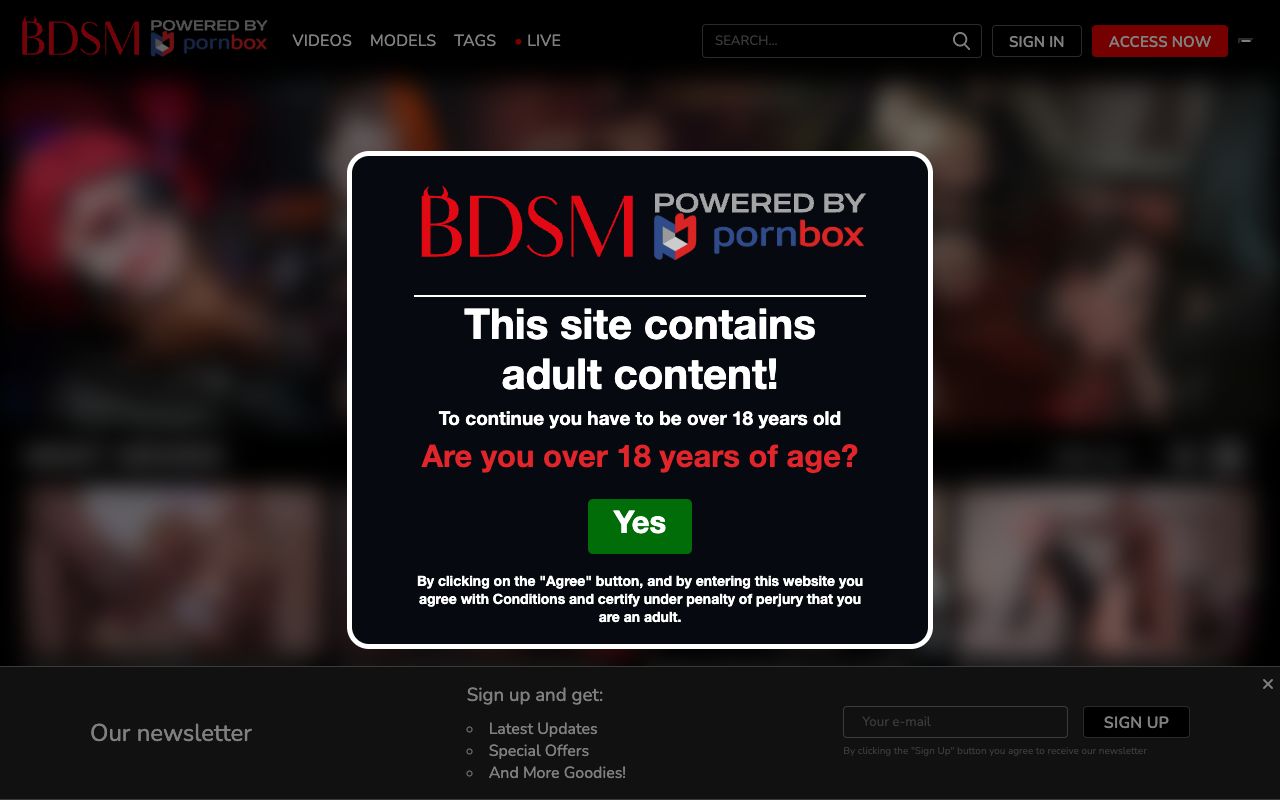 BDSM POWERED BY pornbox VIDEOS MODELS TAGS LIVE SEARCH... SIGN IN ACCESS NOW
BDSM POWERED BY pornbox
This site contains
adult content!
To continue you have to be over 18 years old
Are you over 18 years of age?
Yes
By clicking on the "Agree" button, and by entering this website you
agree with Conditions and certify under penalty of perjury that you
are an adult.
Our newsletter
Sign up and get:
Latest Updates
Special Offers
And More Goodies!
Your e-mail
SIGN UP
By clicking the "Sign Up" button you agree to receive our newsletter